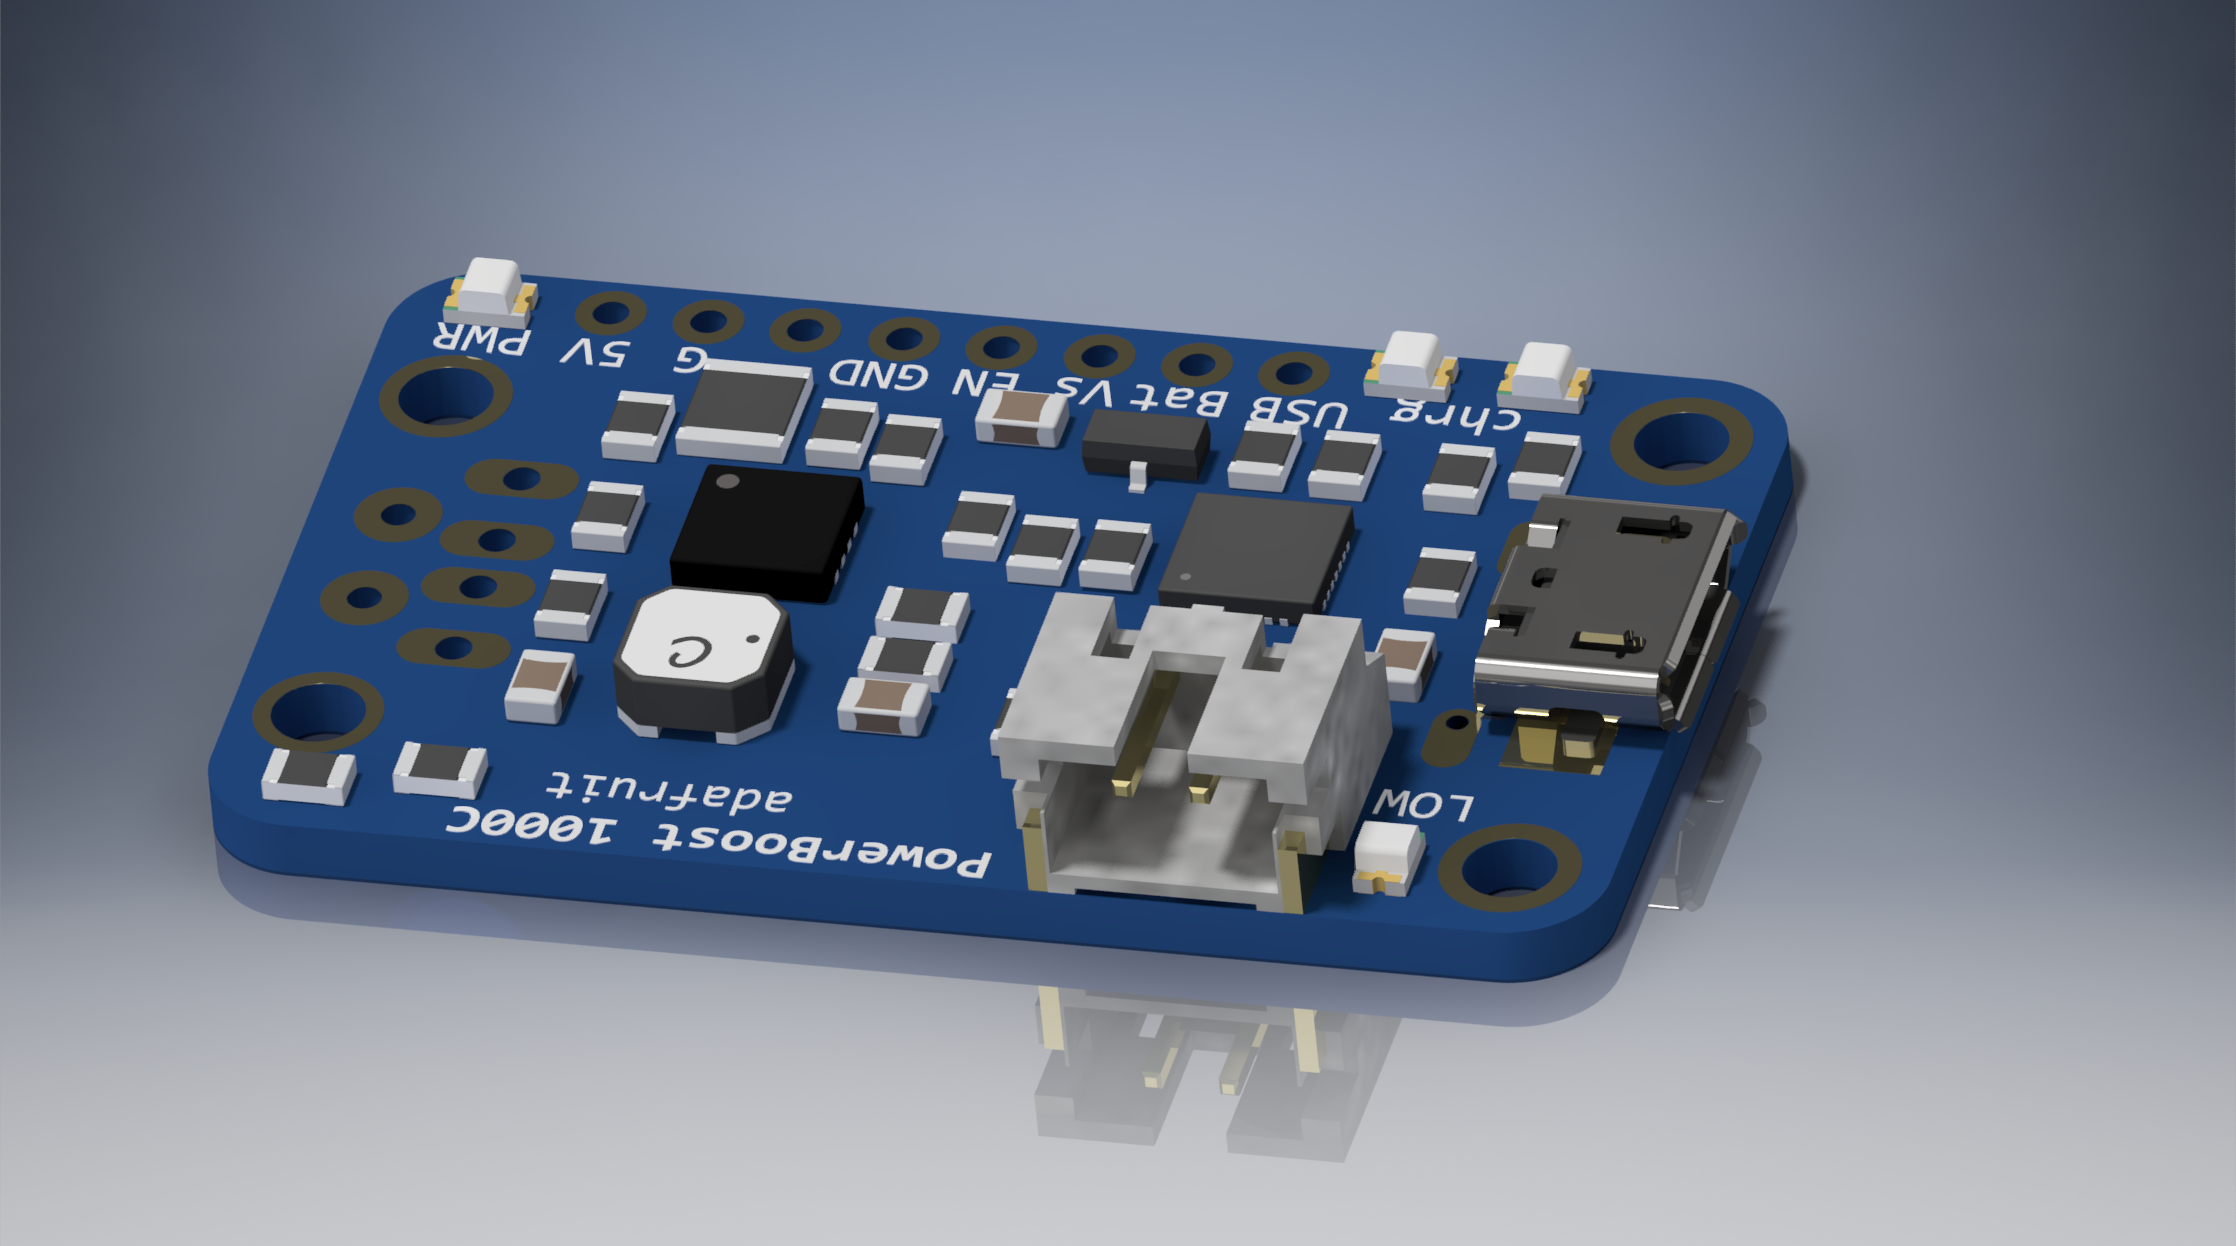 PowerBoost 1000C
adafruit
LOW
chrg
USB
Bat
Vs
EN
GND
G
5V
PWR